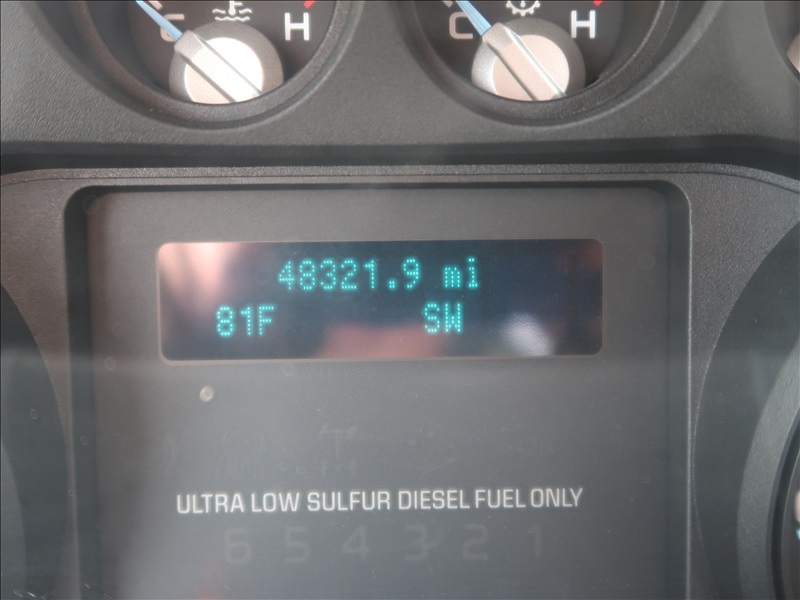 C H C H
48321.9 mi
81F SW
ULTRA LOW SULFUR DIESEL FUEL ONLY
6 5 4 3 2 1